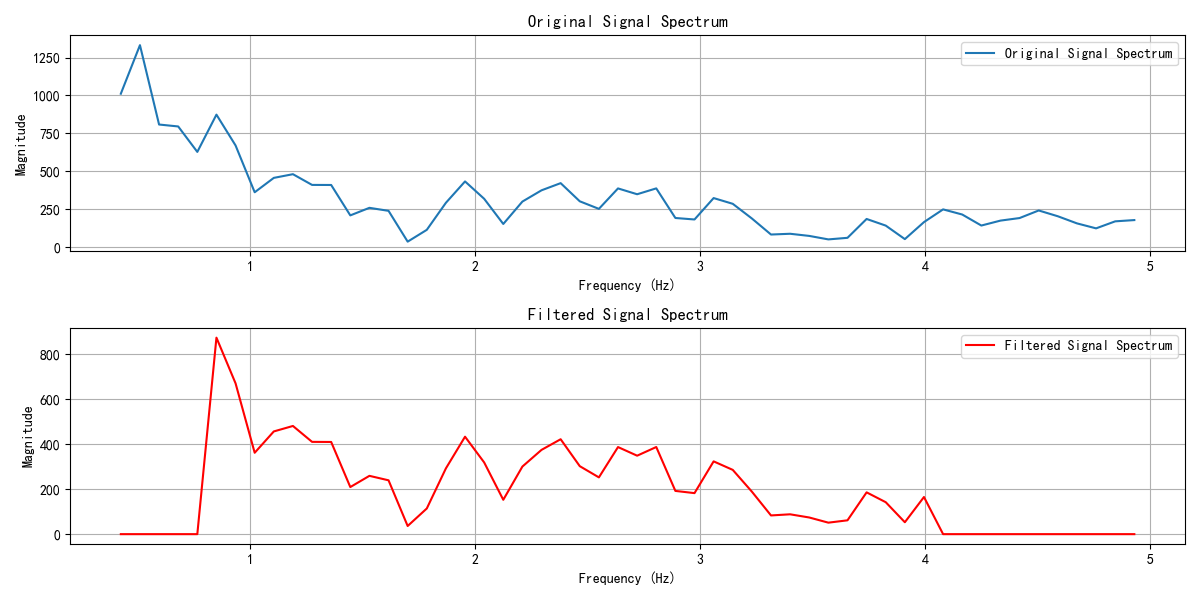 Original Signal Spectrum
Original Signal Spectrum
1250
1000
750
500
250
0
Magnitude
1 2 3 4 5
Frequency (Hz)
Filtered Signal Spectrum
Filtered Signal Spectrum
800
600
400
200
0
Magnitude
1 2 3 4 5
Frequency (Hz)